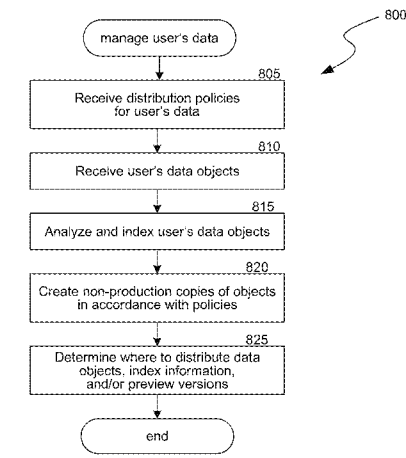 800
manage user's data
805
Receive distribution policies
for user's data
810
Receive user's data objects
815
Analyze and index user's data objects
820
Create non-production copies of objects
in accordance with policies
825
Determine where to distribute data
objects, index information,
and/or preview versions
end